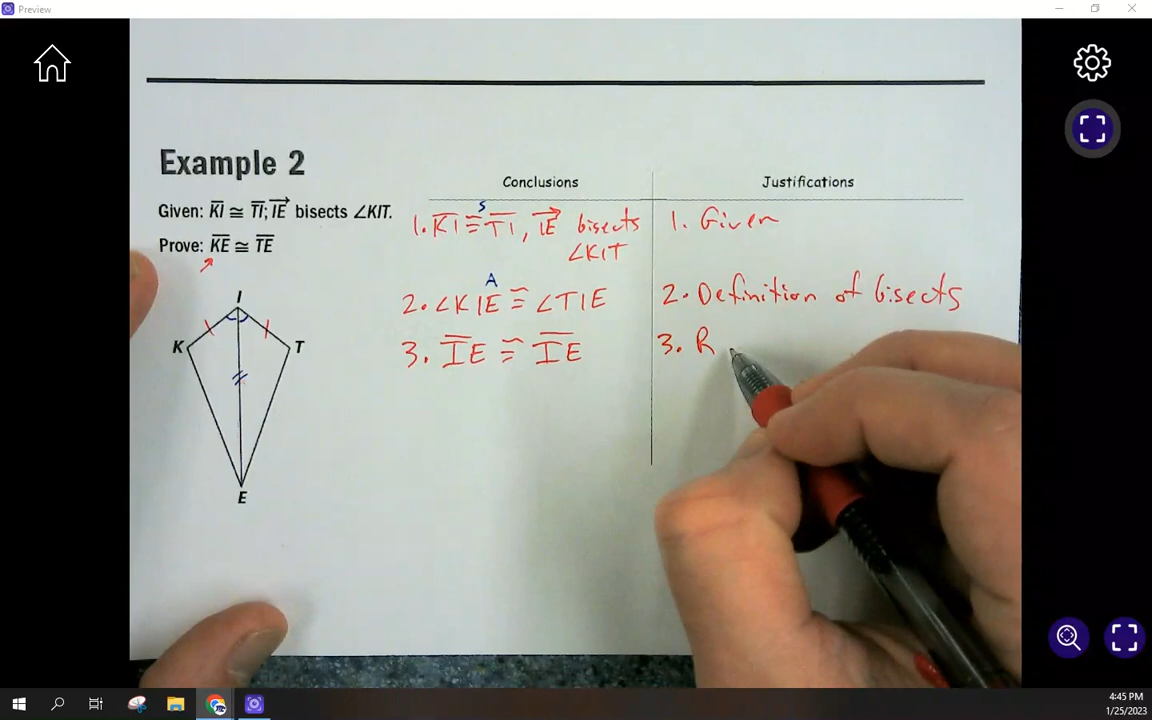 Preview
Example 2
Conclusions
Justifications
Given: KI ≅ TI; IE bisects ∠KIT.
Prove: KE ≅ TE
S
1. KI ≅ TI, IE bisects
∠KIT
1. Given
A
2. ∠KIE ≅ ∠TIE
2. Definition of bisects
3. IE ≅ IE
3. R
I
K
T
E
4:45 PM
1/25/2023